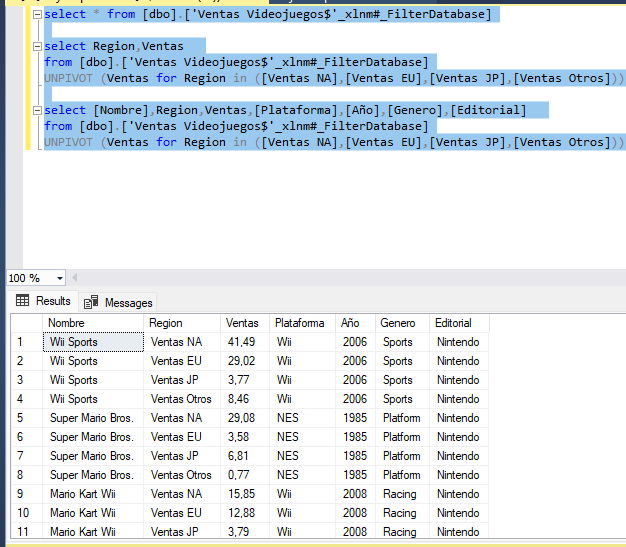 select * from [dbo].['Ventas Videojuegos$'_xlnm#_FilterDatabase]
select Region,Ventas
from [dbo].['Ventas Videojuegos$'_xlnm#_FilterDatabase]
UNPIVOT (Ventas for Region in ([Ventas NA],[Ventas EU],[Ventas JP],[Ventas Otros]))
select [Nombre],Region,Ventas,[Plataforma],[Año],[Genero],[Editorial]
from [dbo].['Ventas Videojuegos$'_xlnm#_FilterDatabase]
UNPIVOT (Ventas for Region in ([Ventas NA],[Ventas EU],[Ventas JP],[Ventas Otros]))
100 %
Results Messages
Nombre Region Ventas Plataforma Año Genero Editorial
1 Wii Sports Ventas NA 41,49 Wii 2006 Sports Nintendo
2 Wii Sports Ventas EU 29,02 Wii 2006 Sports Nintendo
3 Wii Sports Ventas JP 3,77 Wii 2006 Sports Nintendo
4 Wii Sports Ventas Otros 8,46 Wii 2006 Sports Nintendo
5 Super Mario Bros. Ventas NA 29,08 NES 1985 Platform Nintendo
6 Super Mario Bros. Ventas EU 3,58 NES 1985 Platform Nintendo
7 Super Mario Bros. Ventas JP 6,81 NES 1985 Platform Nintendo
8 Super Mario Bros. Ventas Otros 0,77 NES 1985 Platform Nintendo
9 Mario Kart Wii Ventas NA 15,85 Wii 2008 Racing Nintendo
10 Mario Kart Wii Ventas EU 12,88 Wii 2008 Racing Nintendo
11 Mario Kart Wii Ventas JP 3,79 Wii 2008 Racing Nintendo